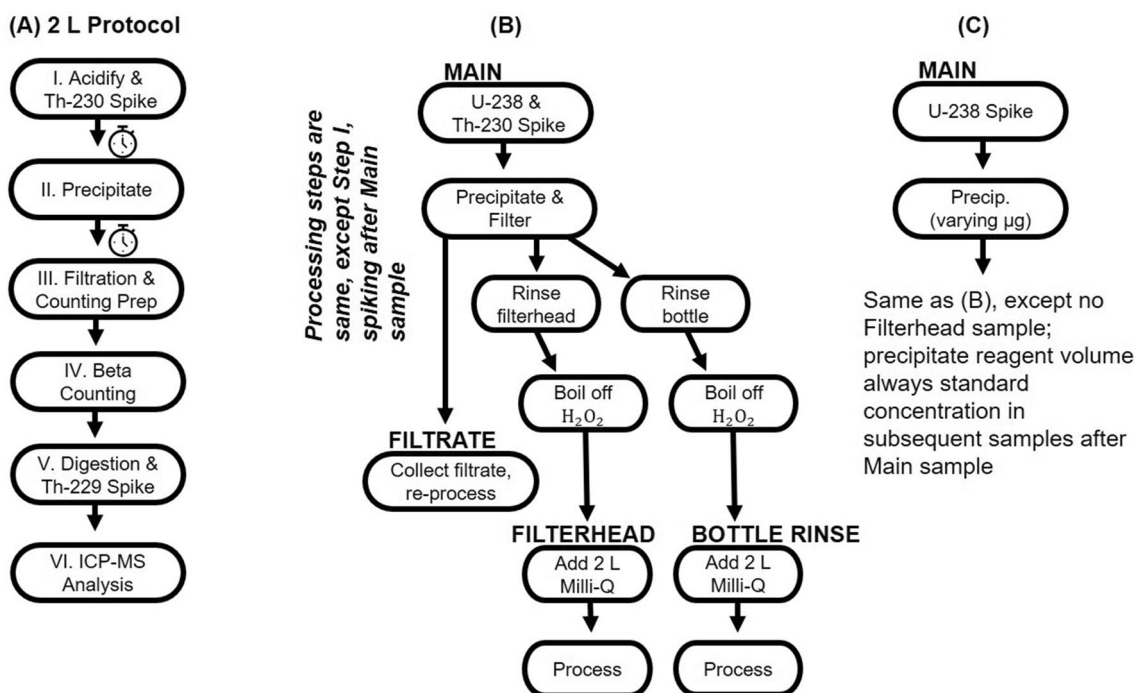 (A) 2 L Protocol
I. Acidify &
Th-230 Spike
II. Precipitate
III. Filtration &
Counting Prep
IV. Beta
Counting
V. Digestion &
Th-229 Spike
VI. ICP-MS
Analysis
(B)
Processing steps are
same, except Step I,
spiking after Main
sample
MAIN
U-238 &
Th-230 Spike
Precipitate &
Filter
Rinse
filterhead
Rinse
bottle
Boil off
H₂O₂
Boil off
H₂O₂
FILTRATE
Collect filtrate,
re-process
FILTERHEAD
Add 2 L
Milli-Q
Process
BOTTLE RINSE
Add 2 L
Milli-Q
Process
(C)
MAIN
U-238 Spike
Precip.
(varying µg)
Same as (B), except no
Filterhead sample;
precipitate reagent volume
always standard
concentration in
subsequent samples after
Main sample